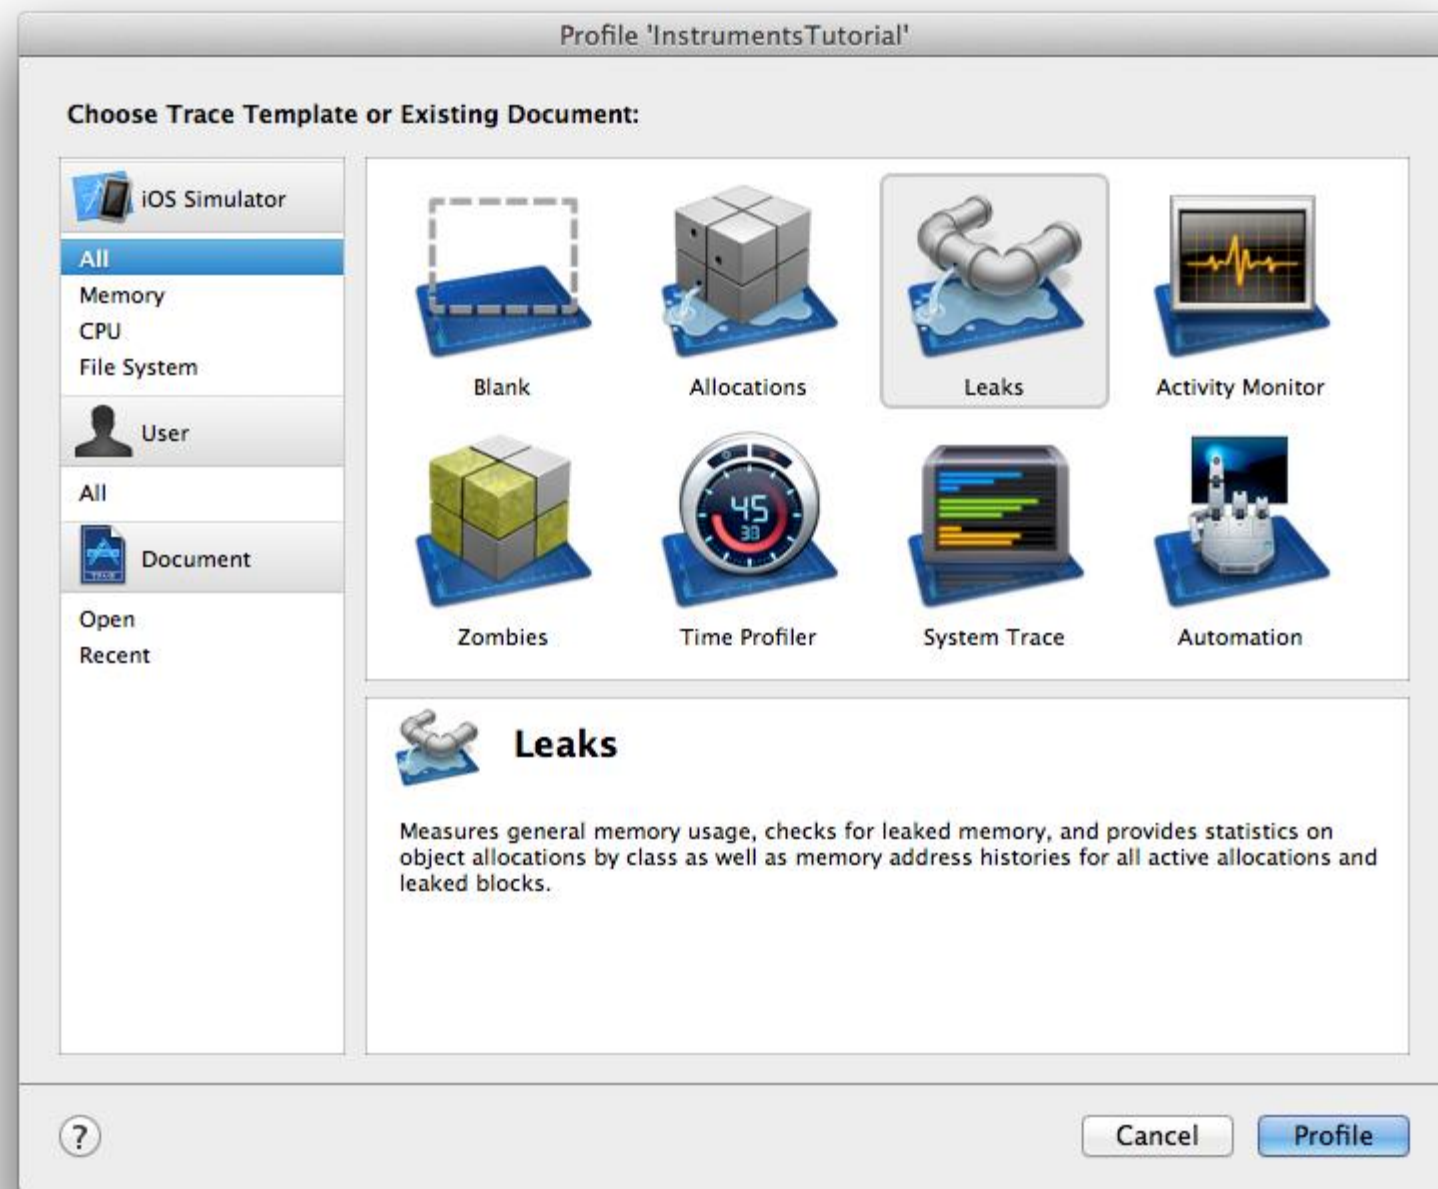 Profile 'InstrumentsTutorial'
Choose Trace Template or Existing Document:
iOS Simulator
All
Memory
CPU
File System
User
All
Document
Open
Recent
Blank
Allocations
Leaks
Activity Monitor
45
38
Zombies
Time Profiler
System Trace
Automation
Leaks
Measures general memory usage, checks for leaked memory, and provides statistics on
object allocations by class as well as memory address histories for all active allocations and
leaked blocks.
?
Cancel
Profile